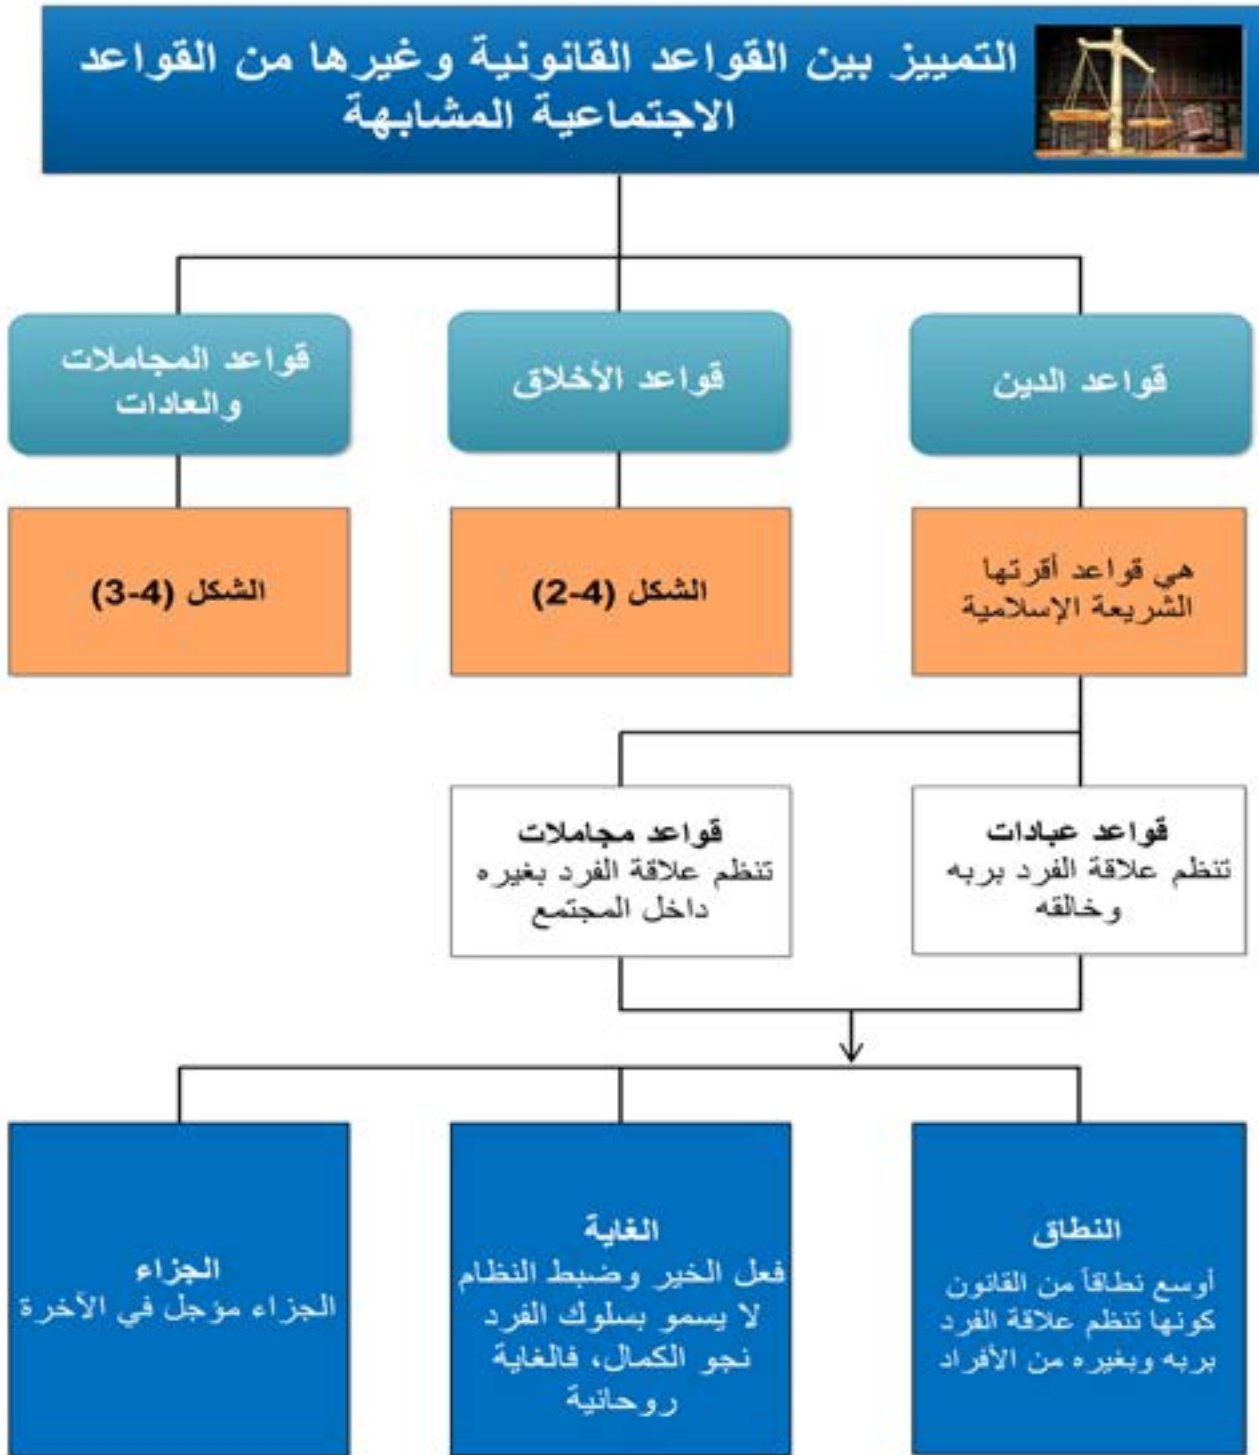 التمييز بين القواعد القانونية وغيرها من القواعد
الاجتماعية المشابهة
قواعد الدين
قواعد الأخلاق
قواعد المجاملات
والعادات
هي قواعد أقرتها
الشريعة الإسلامية
الشكل (4-2)
الشكل (4-3)
قواعد عبادات
تنظم علاقة الفرد بربه
وخالقه
قواعد مجاملات
تنظم علاقة الفرد بغيره
داخل المجتمع
النطاق
أوسع نطاقاً من القانون
كونها تنظم علاقة الفرد
بربه وبغيره من الأفراد
الغاية
فعل الخير وضبط النظام
لا يسمو بسلوك الفرد
نجو الكمال، فالغاية
روحانية
الجزاء
الجزاء مؤجل في الآخرة